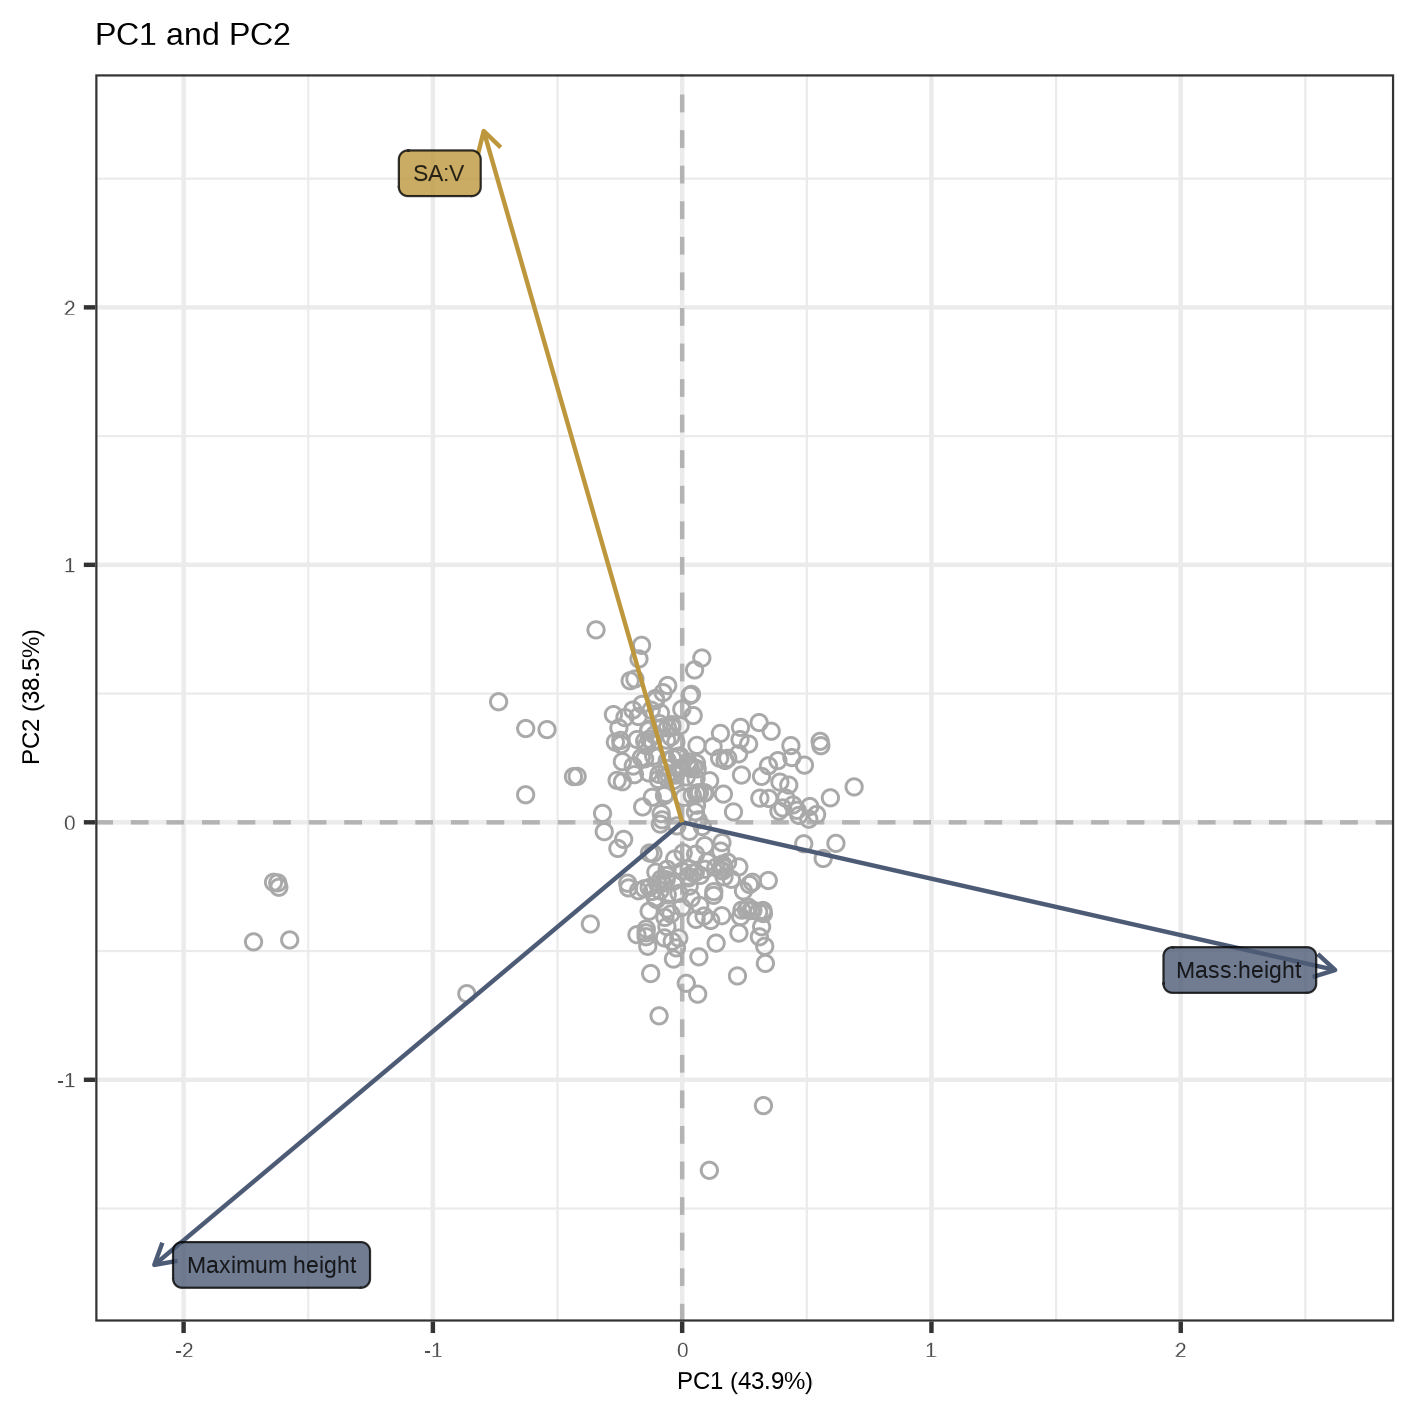 PC1 and PC2
SA:V
2
1
0
-1
PC2 (38.5%)
Mass:height
Maximum height
-2
-1
0
1
2
PC1 (43.9%)